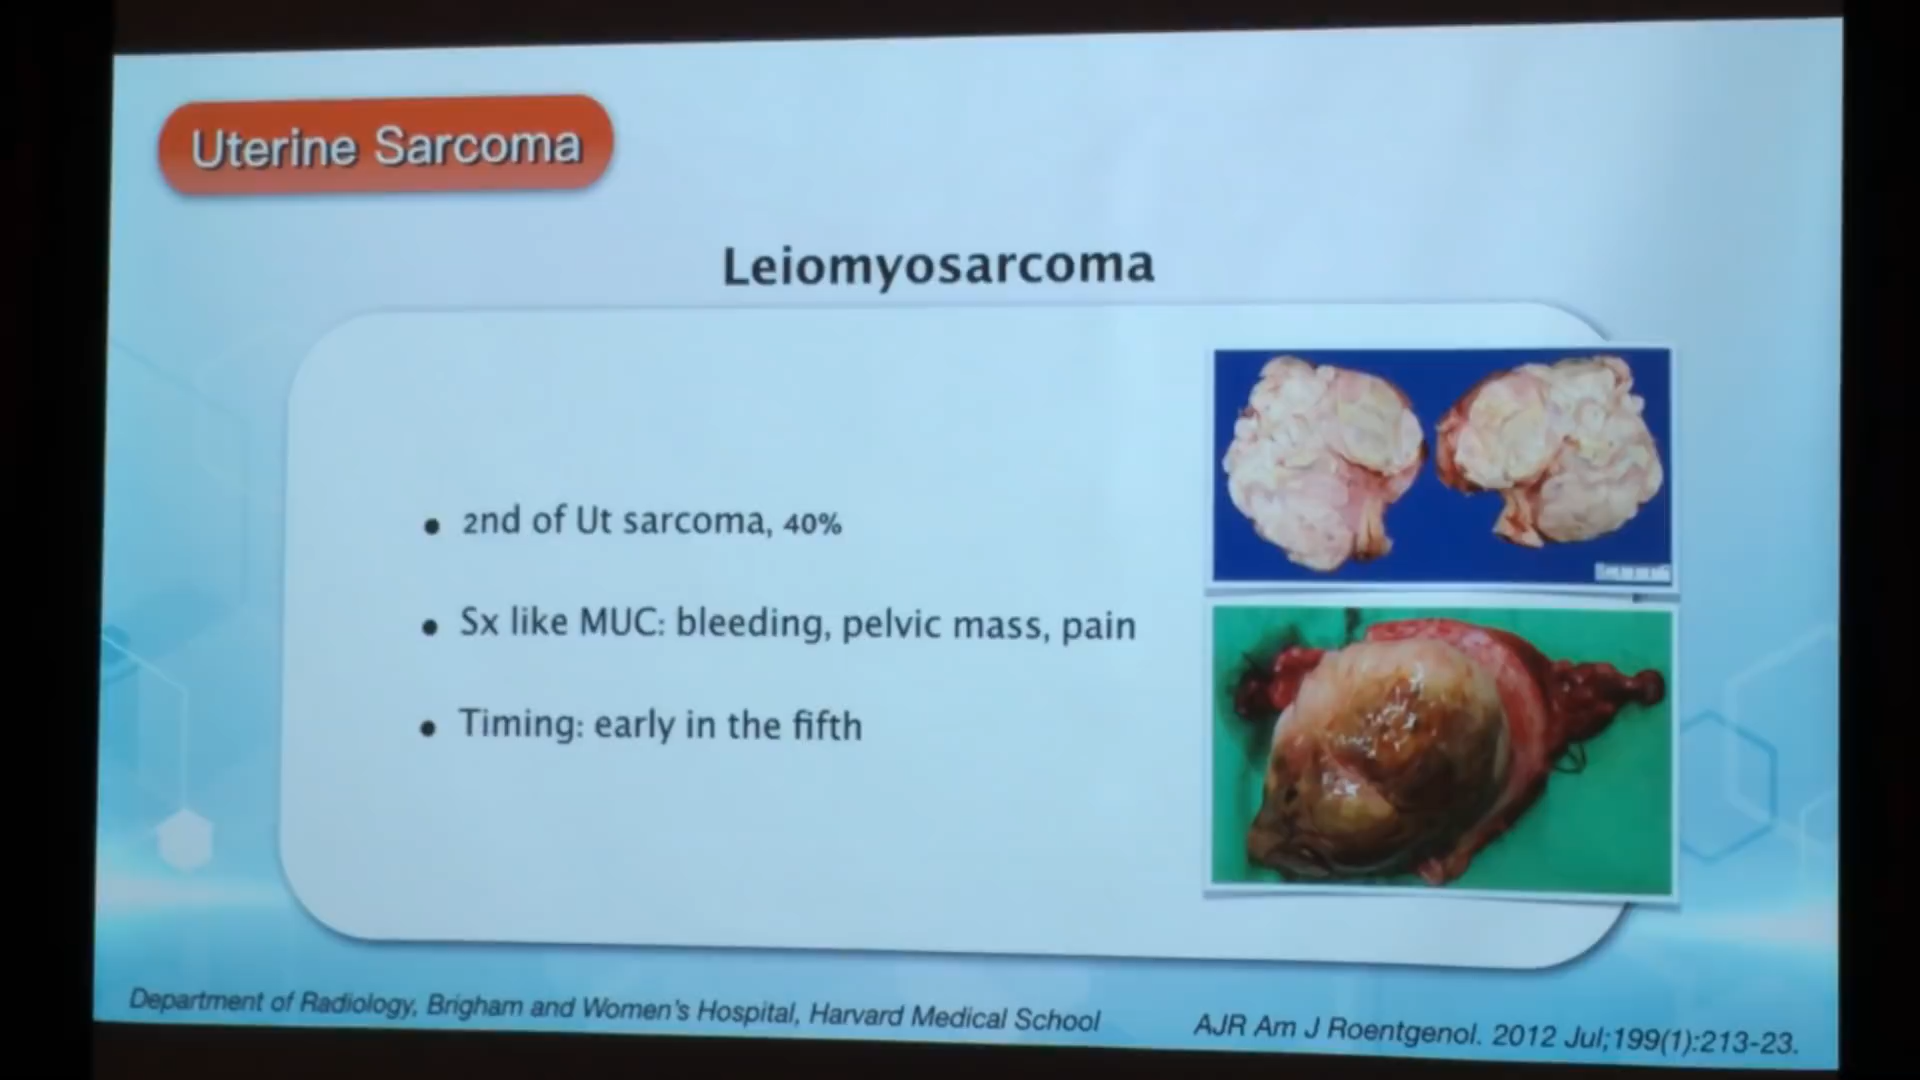 Uterine Sarcoma
Leiomyosarcoma
• 2nd of Ut sarcoma, 40%
• Sx like MUC: bleeding, pelvic mass, pain
• Timing: early in the fifth
Department of Radiology, Brigham and Women's Hospital, Harvard Medical School
AJR Am J Roentgenol. 2012 Jul;199(1):213-23.